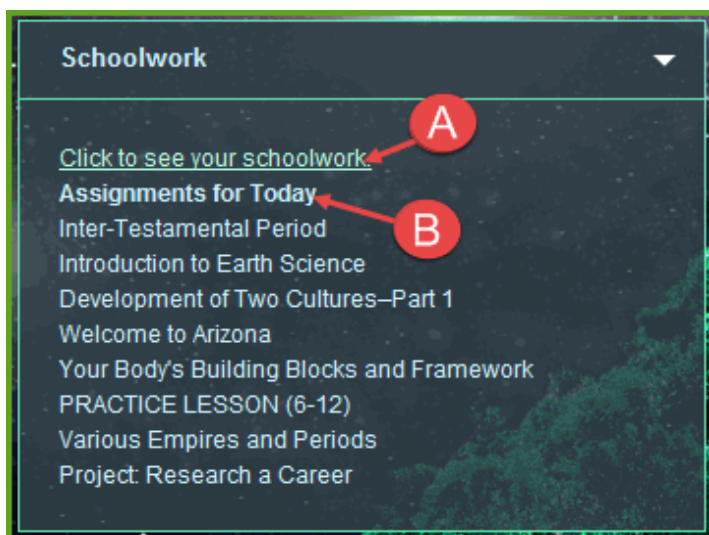 Schoolwork
A
Click to see your schoolwork.
Assignments for Today
B
Inter-Testamental Period
Introduction to Earth Science
Development of Two Cultures–Part 1
Welcome to Arizona
Your Body's Building Blocks and Framework
PRACTICE LESSON (6-12)
Various Empires and Periods
Project: Research a Career